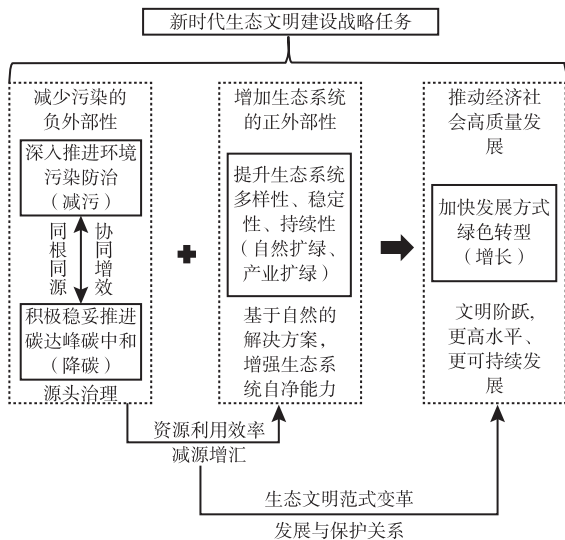 新时代生态文明建设战略任务
减少污染的
负外部性
深入推进环境
污染防治
（减污）
同根同源
协同增效
积极稳妥推进
碳达峰碳中和
（降碳）
源头治理
增加生态系统
的正外部性
提升生态系统
多样性、稳定
性、持续性
（自然扩绿、
产业扩绿）
基于自然的
解决方案，
增强生态系
统自净能力
推动经济社
会高质量发
展
加快发展方式
绿色转型
（增长）
文明阶跃，
更高水平、
更可持续发
展
资源利用效率
减源增汇
生态文明范式变革
发展与保护关系